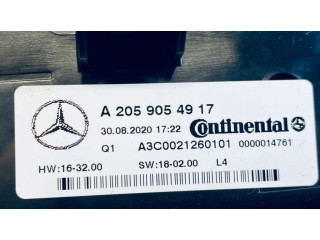 A 205 905 49 17
30.08.2020 17:22 Continental
Q1 A3C0021260101 0000014761
HW:16-32.00 SW:18-02.00 L4